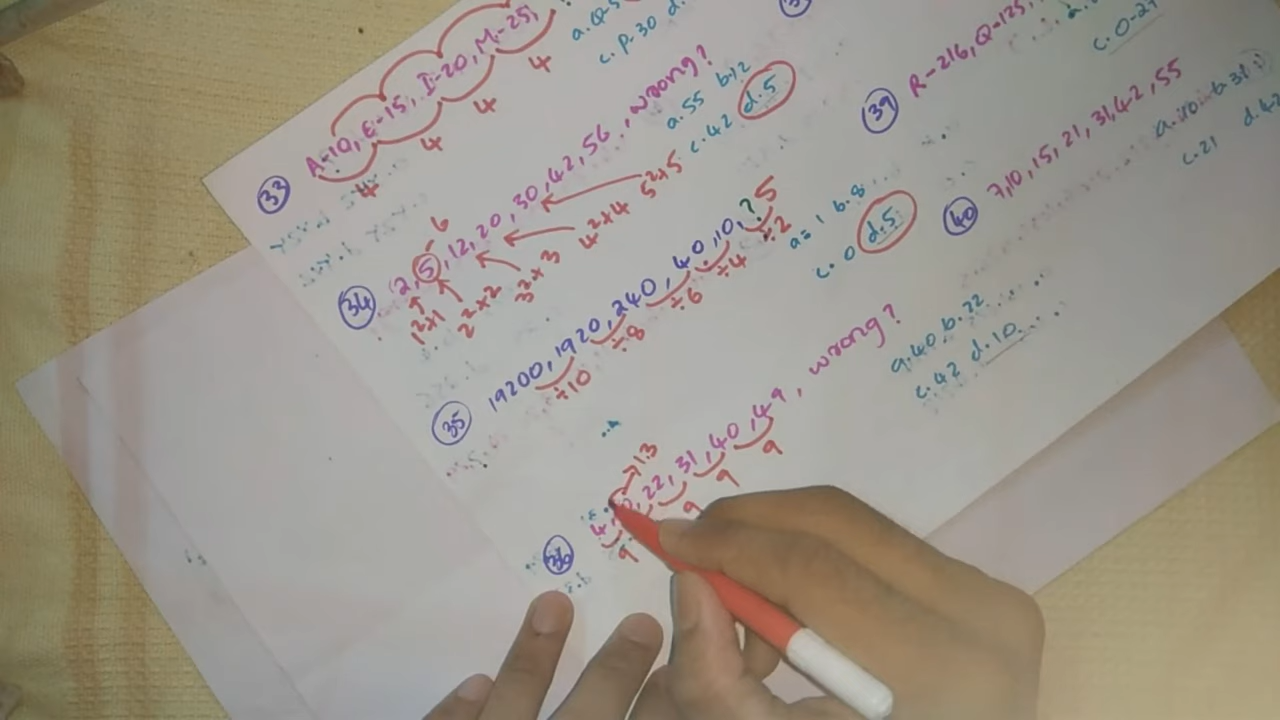 33
A-10, E-15, I-20, M-25,
4 4 4 4
c. P-30 d.
34
2, 5, 12, 20, 30, 42, 56, wrong?
6
1²+1 2²+2 3²+3 4²+4 5²+5
a. 55 b. 12
c. 42 d. 5
35
19200, 1920, 240, 40, 10, ? 5
÷10 ÷8 ÷6 ÷4 ÷2
a = 1 b. 8
c. 0 d. 5
36
22, 31, 40, 49, wrong?
13
9 9 9 9
a. 40, b. 22
c. 42 d. 10
39
R-216, Q-125,
c. 0-27
40
7, 10, 15, 21, 31, 42, 55
c. 21 d. 42